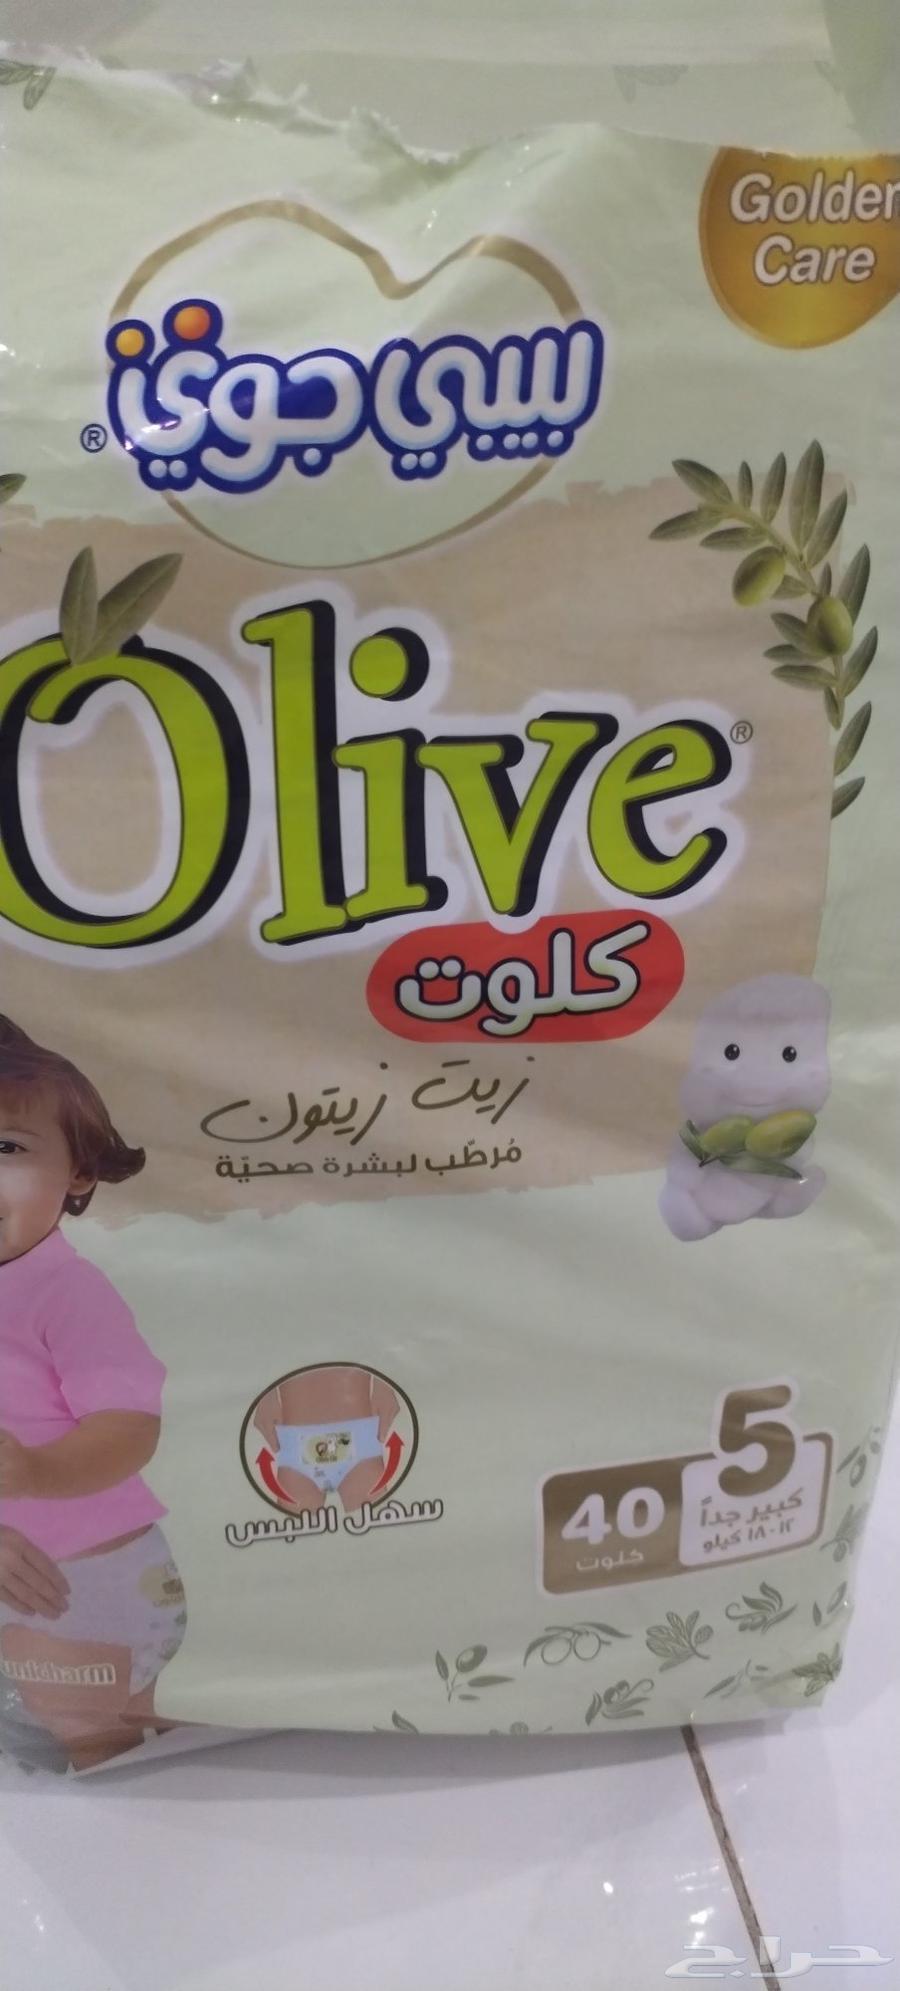 Golden
Care
بيبي جوي ®
Olive ®
كلوت
زيت زيتون
مُرطّب لبشرة صحيّة
سهل اللبس
5
كبير جداً
١٢-١٨ كيلو
40
كلوت
unicharm
حراج